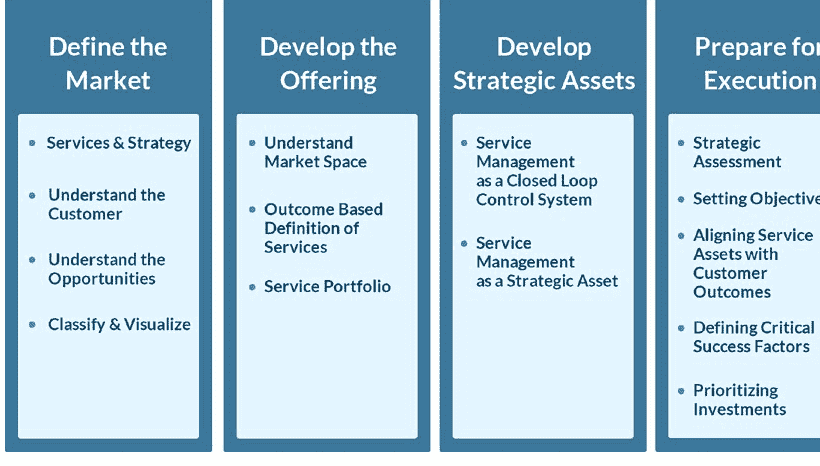 Define the
Market
Services & Strategy
Understand the
Customer
Understand the
Opportunities
Classify & Visualize
Develop the
Offering
Understand
Market Space
Outcome Based
Definition of
Services
Service Portfolio
Develop
Strategic Assets
Service
Management
as a Closed Loop
Control System
Service
Management
as a Strategic Asset
Prepare for
Execution
Strategic
Assessment
Setting Objective
Aligning Service
Assets with
Customer
Outcomes
Defining Critical
Success Factors
Prioritizing
Investments